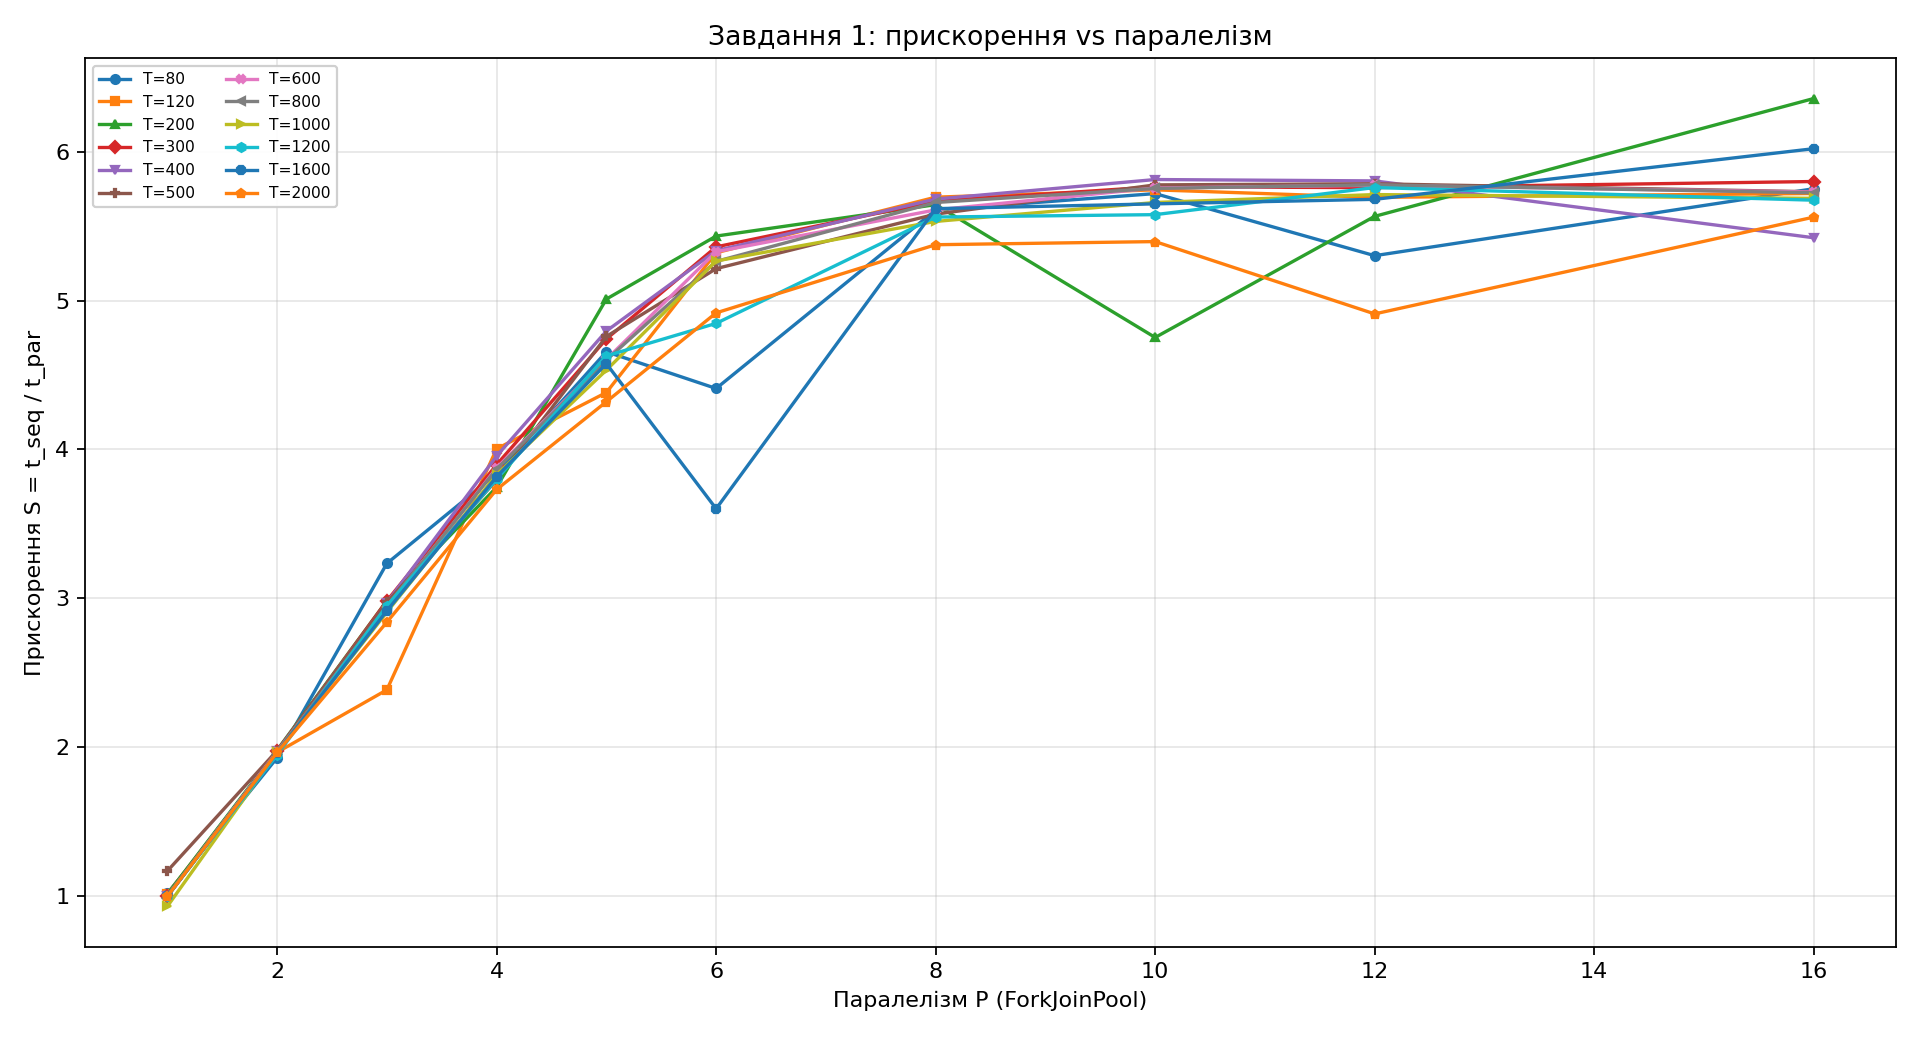 Завдання 1: прискорення vs паралелізм
T=80
T=120
T=200
T=300
T=400
T=500
T=600
T=800
T=1000
T=1200
T=1600
T=2000
Прискорення S = t_seq / t_par
6
5
4
3
2
1
2
4
6
8
10
12
14
16
Паралелізм P (ForkJoinPool)